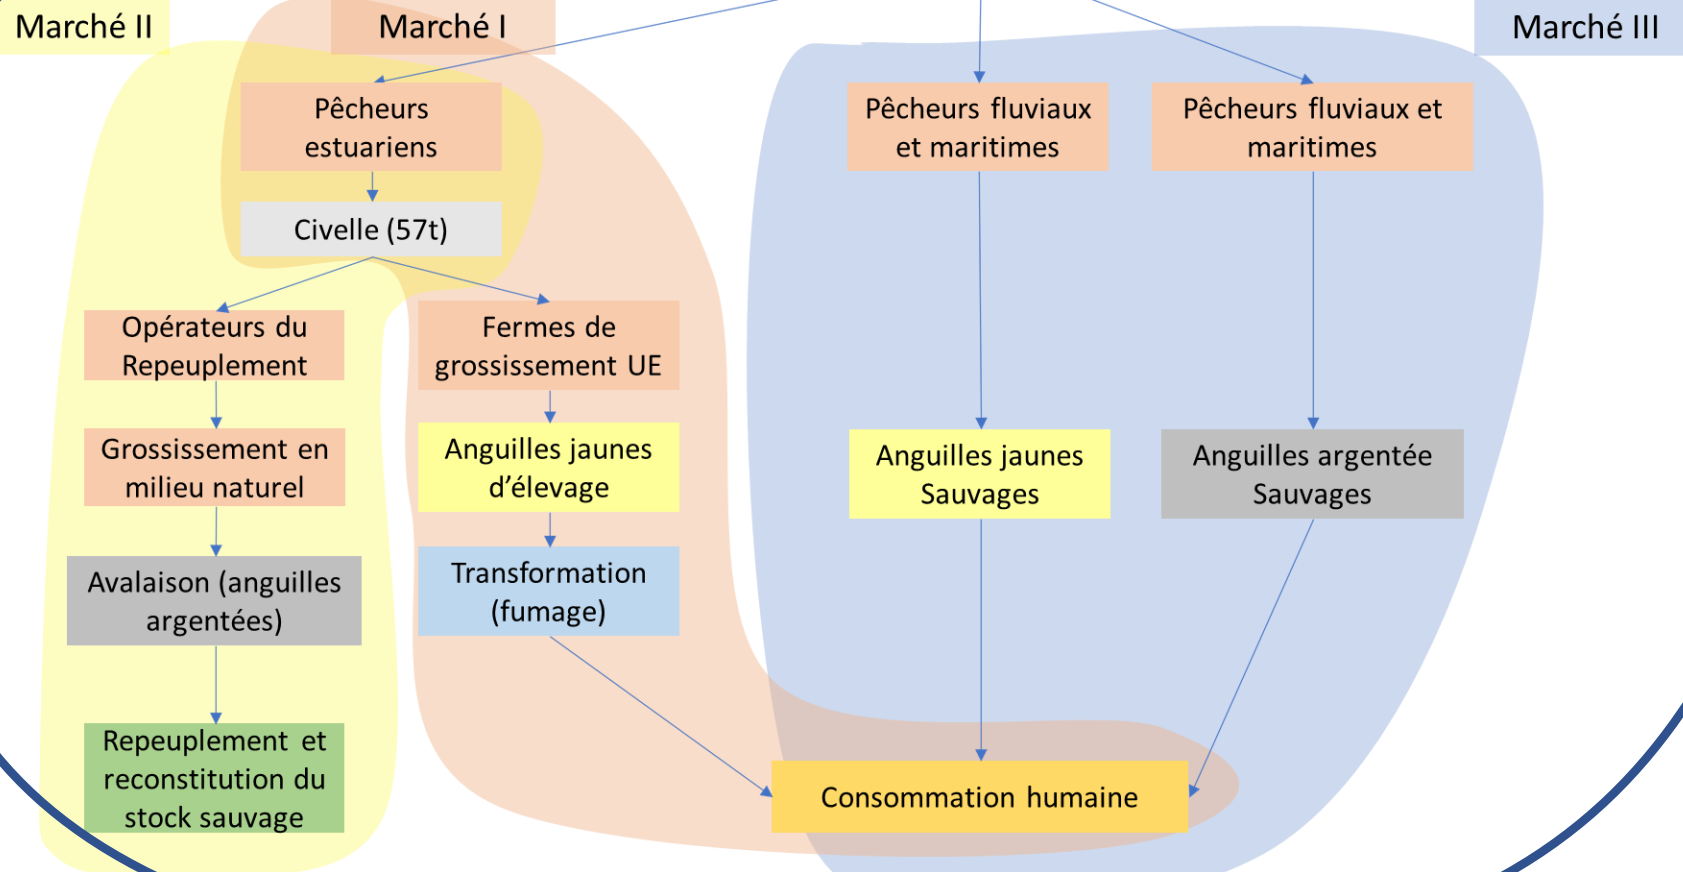 Marché II
Marché I
Marché III
Pêcheurs
estuariens
Pêcheurs fluviaux
et maritimes
Pêcheurs fluviaux et
maritimes
Civelle (57t)
Opérateurs du
Repeuplement
Fermes de
grossissement UE
Grossissement en
milieu naturel
Anguilles jaunes
d’élevage
Anguilles jaunes
Sauvages
Anguilles argentée
Sauvages
Avalaison (anguilles
argentées)
Transformation
(fumage)
Repeuplement et
reconstitution du
stock sauvage
Consommation humaine